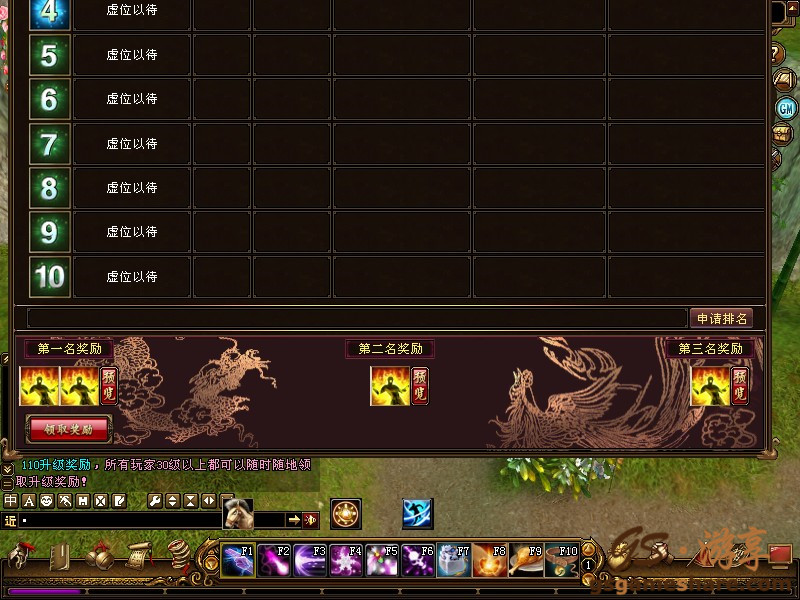 4 虚位以待
5 虚位以待
6 虚位以待
7 虚位以待
8 虚位以待
9 虚位以待
10 虚位以待
申请排名
第一名奖励 第二名奖励 第三名奖励
预览 预览 预览
领取奖励
110升级奖励，所有玩家30级以上都可以随时随地领
取升级奖励！
中 A
近
F1 F2 F3 F4 F5 F6 F7 F8 F9 F10
1
?
GM
GS·游享